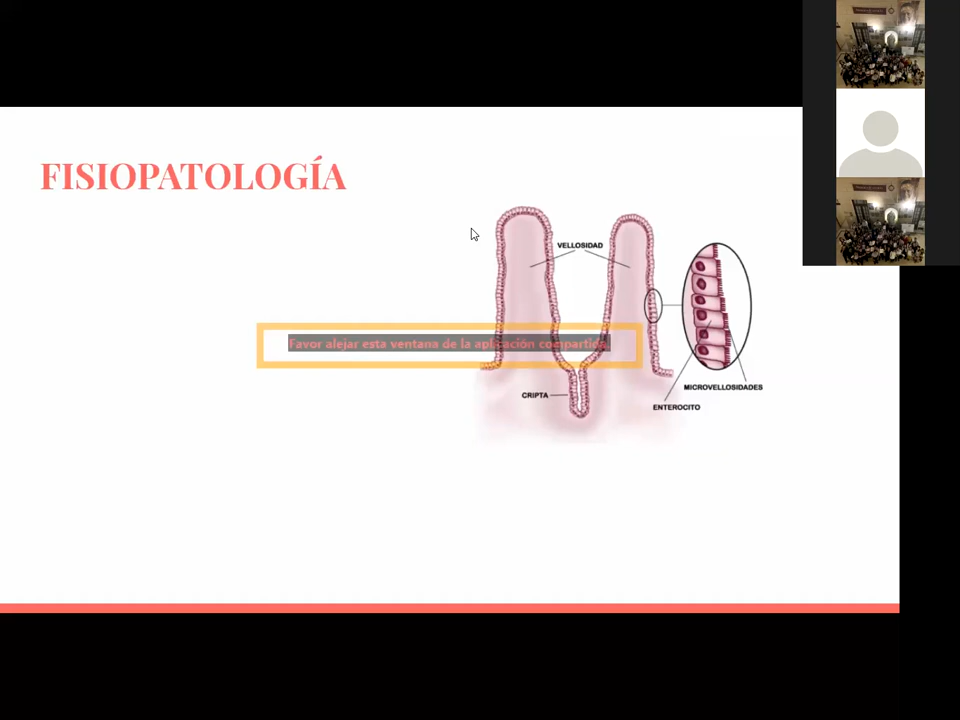 FISIOPATOLOGÍA
VELLOSIDAD
Favor alejar esta ventana de la aplicación compartida.
MICROVELLOSIDADES
CRIPTA
ENTEROCITO